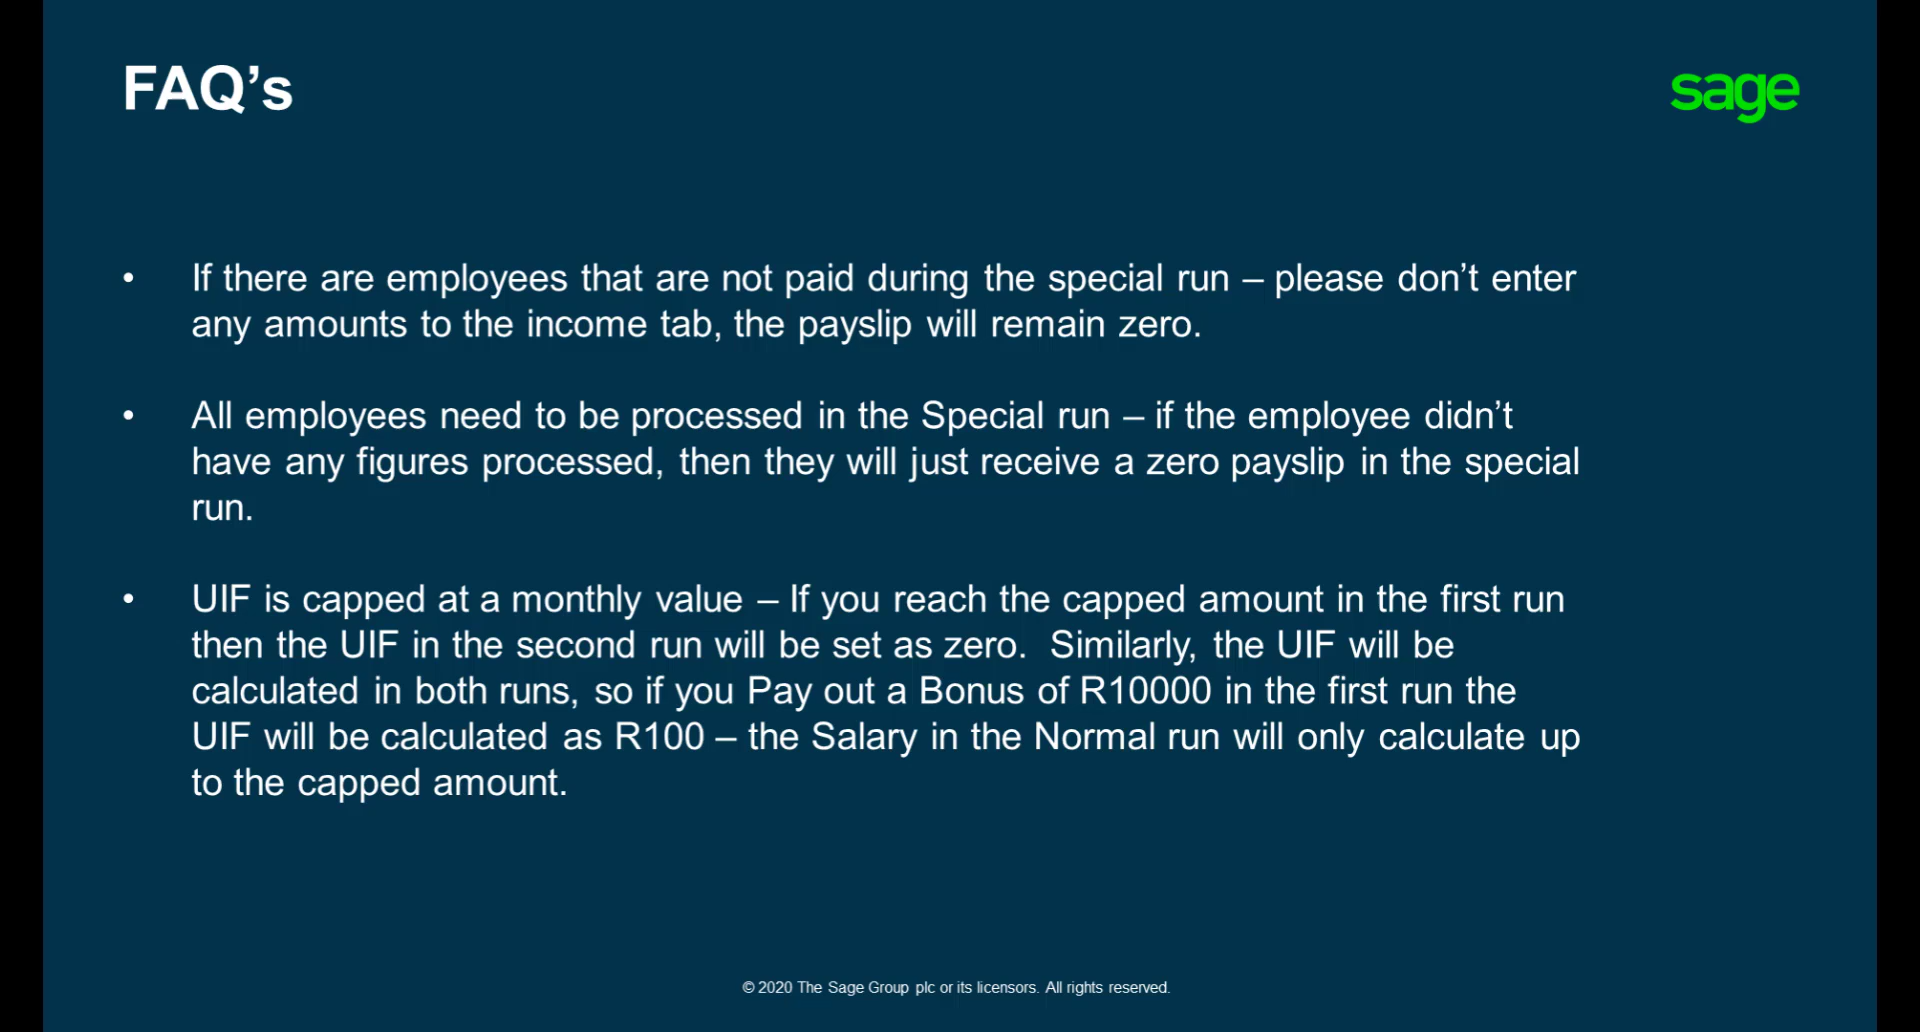 FAQ’s
sage
• If there are employees that are not paid during the special run – please don’t enter
any amounts to the income tab, the payslip will remain zero.
• All employees need to be processed in the Special run – if the employee didn’t
have any figures processed, then they will just receive a zero payslip in the special
run.
• UIF is capped at a monthly value – If you reach the capped amount in the first run
then the UIF in the second run will be set as zero.  Similarly, the UIF will be
calculated in both runs, so if you Pay out a Bonus of R10000 in the first run the
UIF will be calculated as R100 – the Salary in the Normal run will only calculate up
to the capped amount.
© 2020 The Sage Group plc or its licensors. All rights reserved.